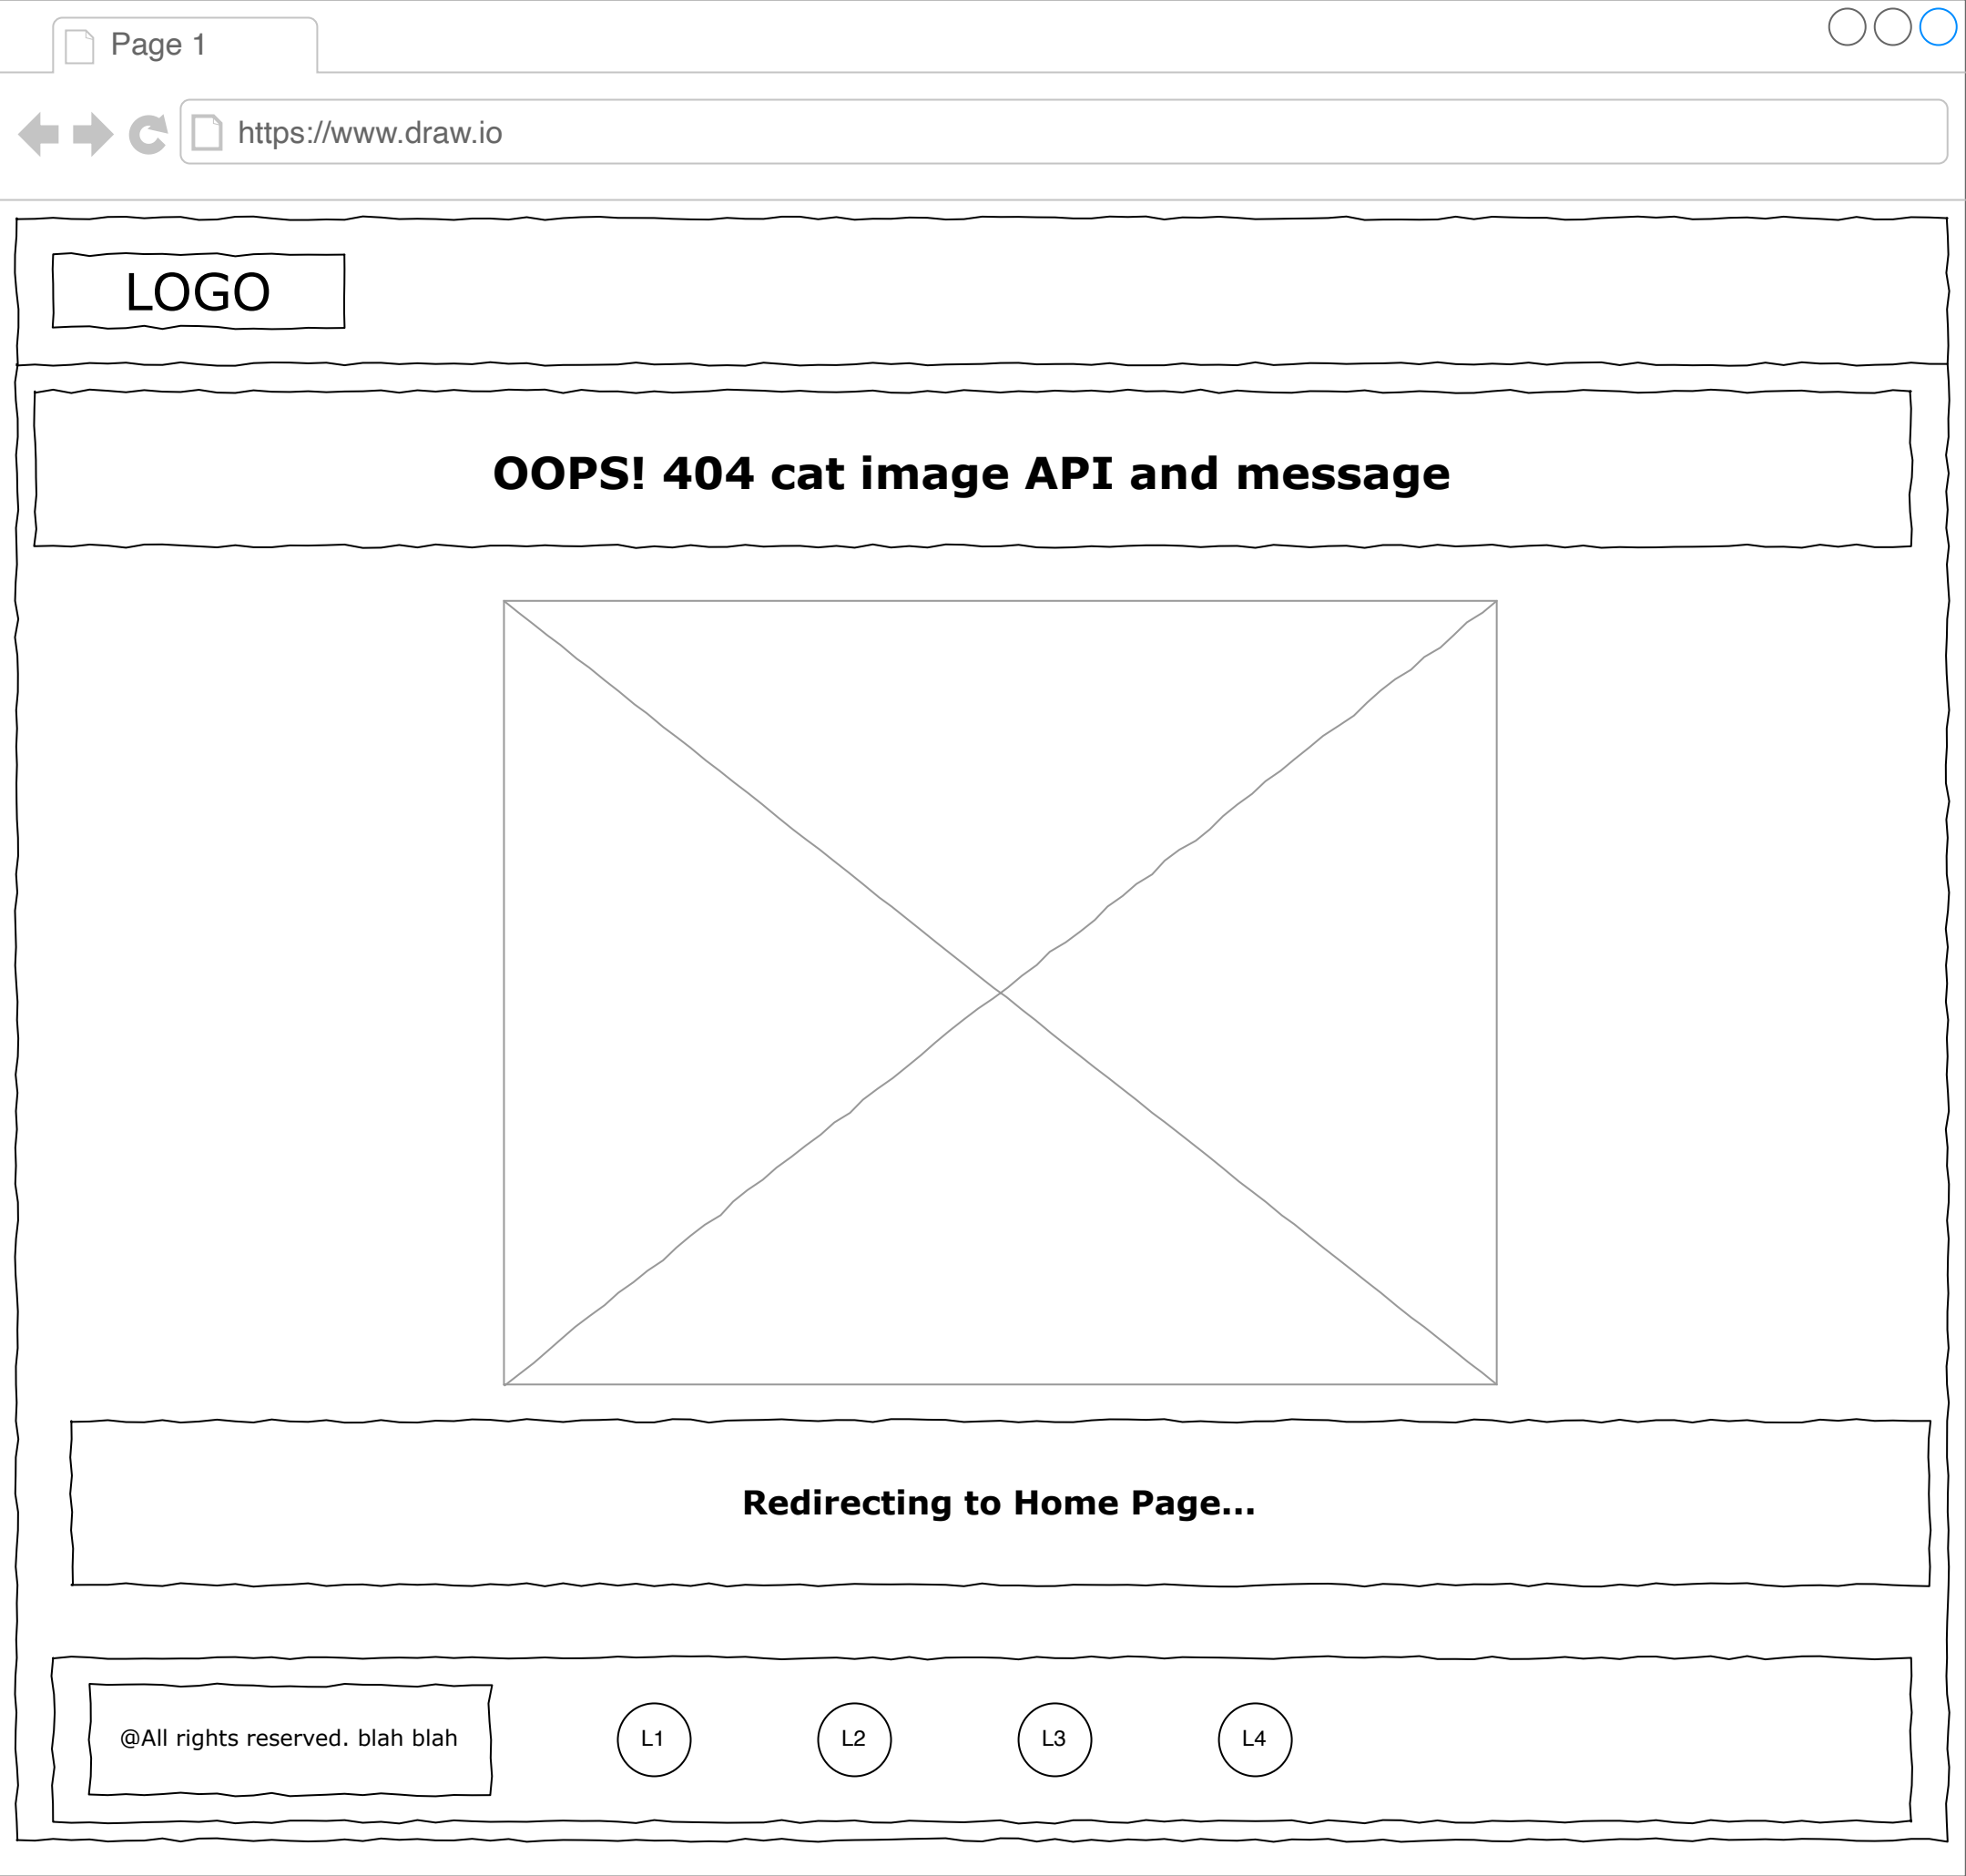 Page 1
https://www.draw.io
LOGO
OOPS! 404 cat image API and message
Redirecting to Home Page...
@All rights reserved. blah blah
L1
L2
L3
L4